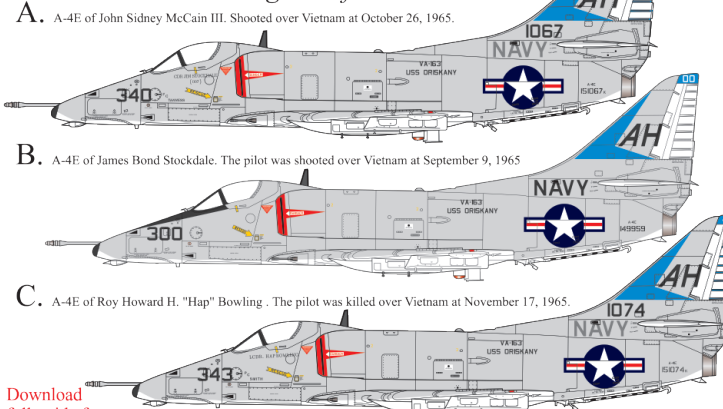 A. A-4E of John Sidney McCain III. Shooted over Vietnam at October 26, 1965.
AH
1067
NAVY
VA-163
USS ORISKANY
340
A-4E
151067
00
AH
B. A-4E of James Bond Stockdale. The pilot was shooted over Vietnam at September 9, 1965
NAVY
VA-163
USS ORISKANY
300
A-4E
149959
AH
C. A-4E of Roy Howard H. "Hap" Bowling . The pilot was killed over Vietnam at November 17, 1965.
1074
NAVY
VA-163
USS ORISKANY
343
A-4E
151074
Download